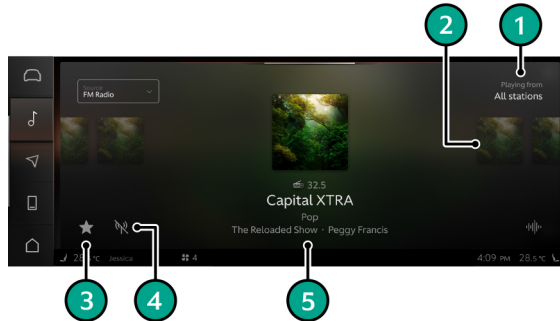 2
1
Source
FM Radio
Playing from
All stations
32.5
Capital XTRA
Pop
The Reloaded Show · Peggy Francis
28.5 °C Jessica 4 4:09 PM 28.5 °C
3
4
5